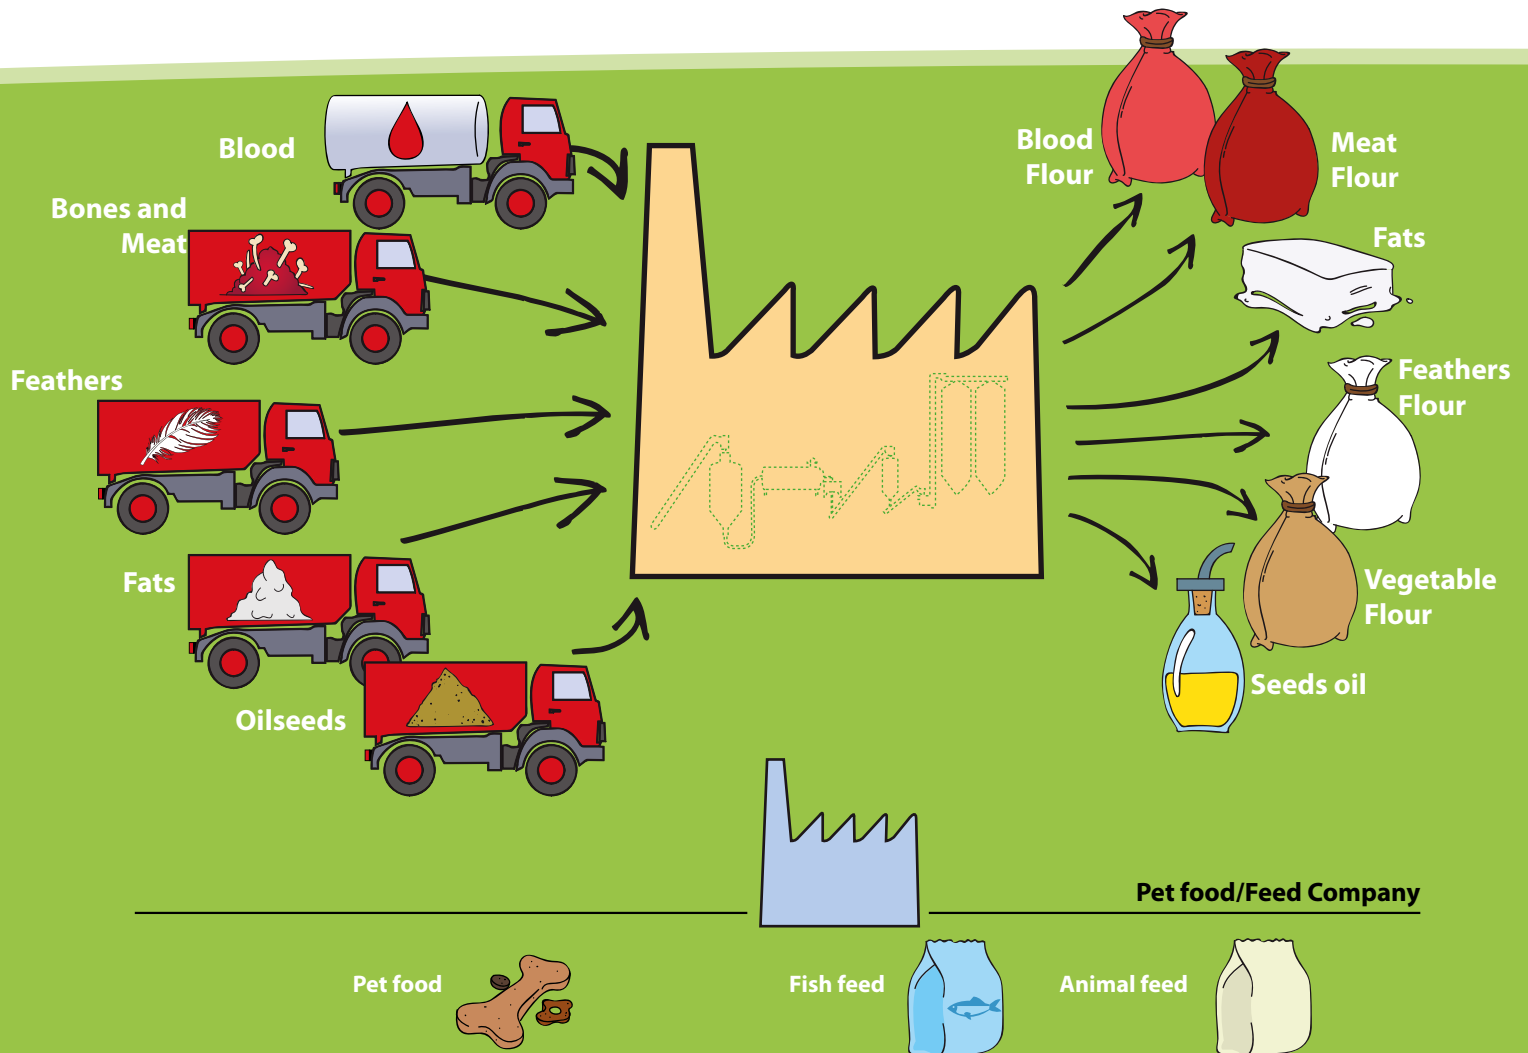 Blood
Bones and
Meat
Feathers
Fats
Oilseeds
Blood
Flour
Meat
Flour
Fats
Feathers
Flour
Vegetable
Flour
Seeds oil
Pet food/Feed Company
Pet food
Fish feed
Animal feed